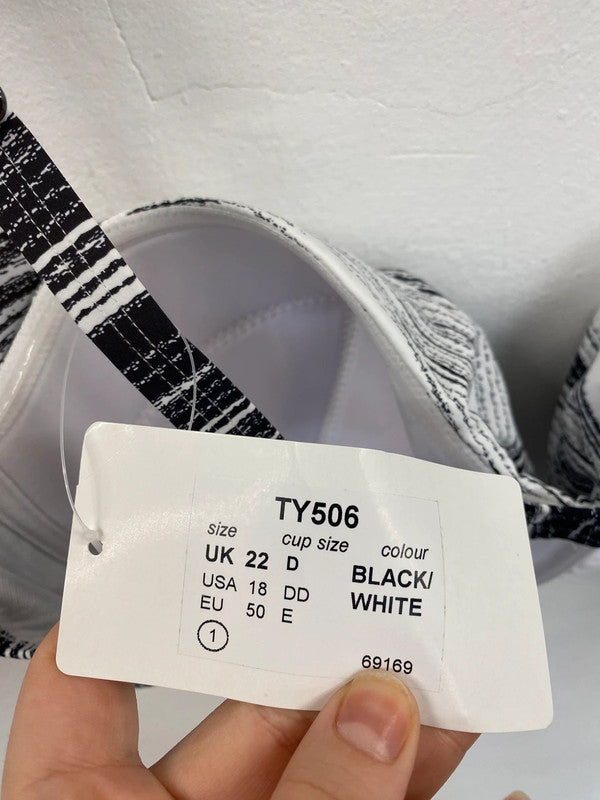 TY506
size cup size colour
UK 22 D BLACK/
USA 18 DD WHITE
EU 50 E
1
69169